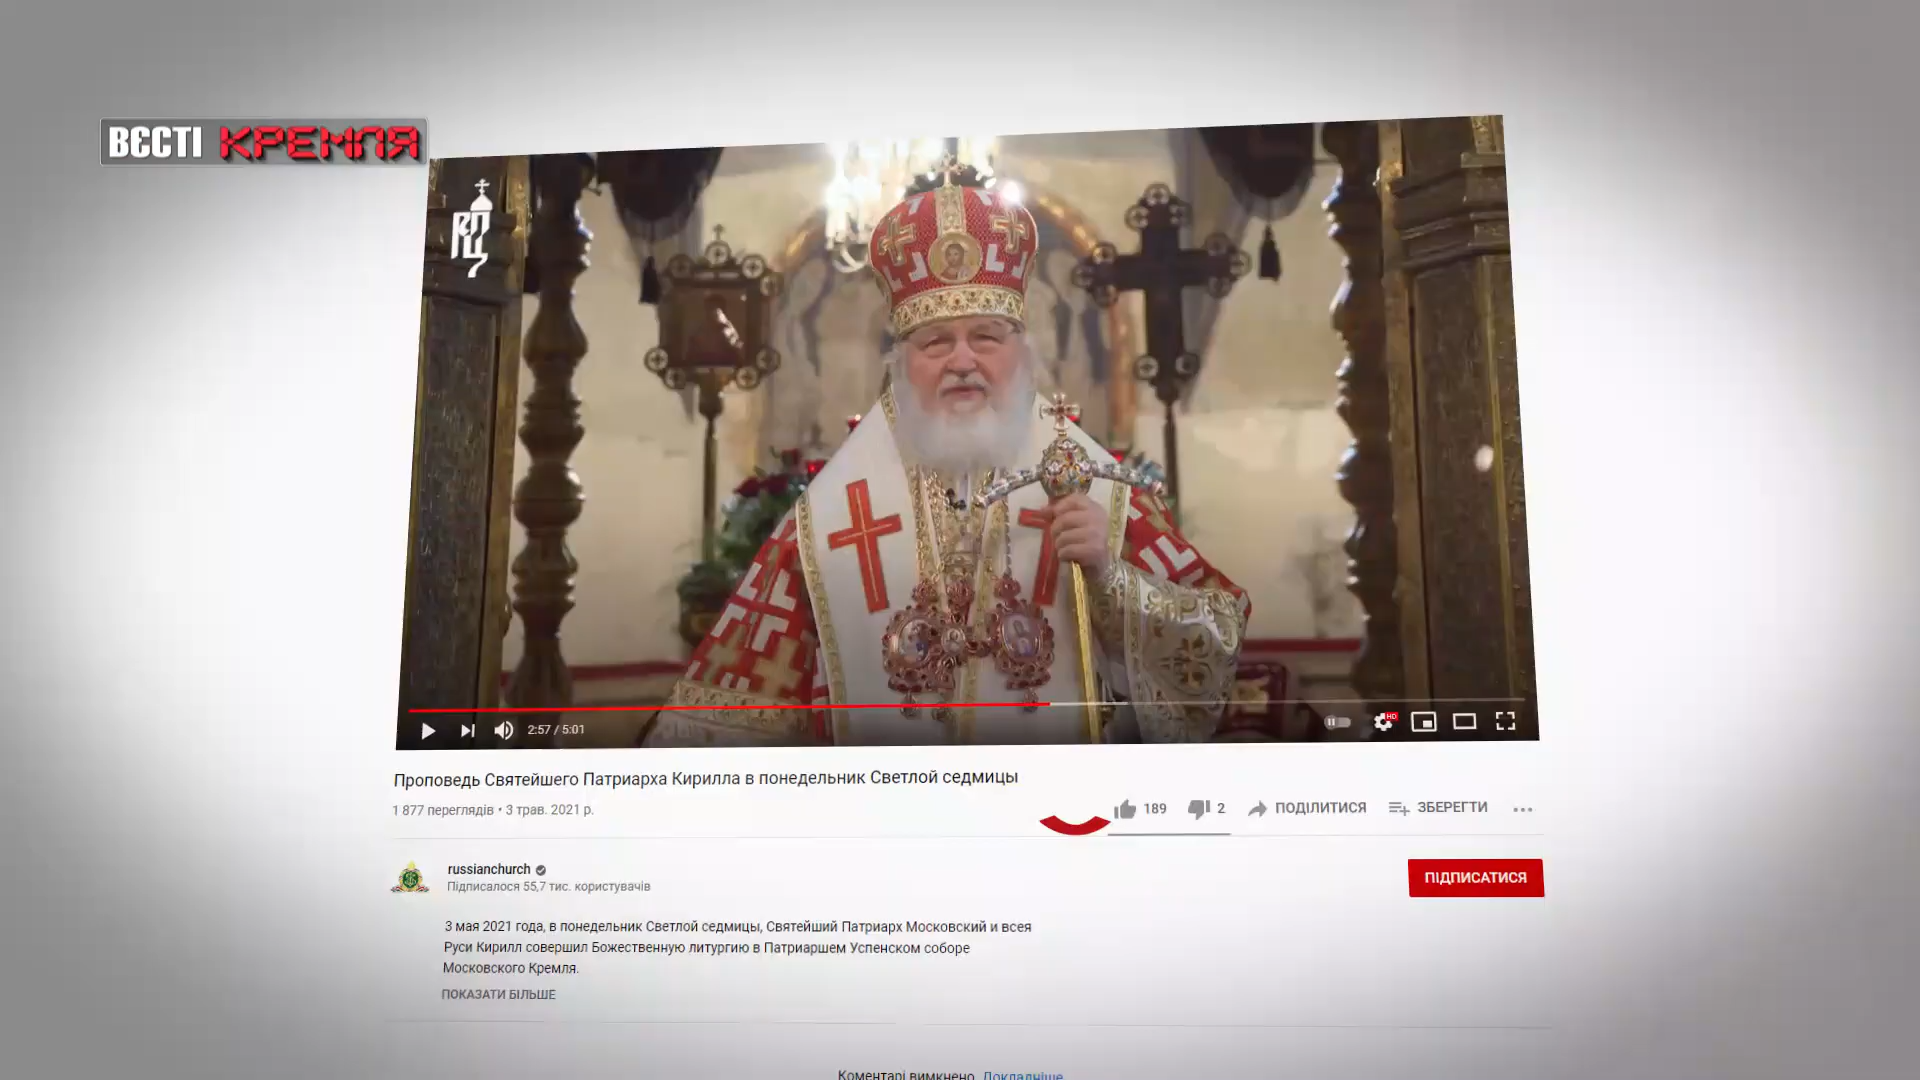 ВЄСТІ КРЕМЛЯ
РПЦ
2:57 / 5:01
HD
Проповедь Святейшего Патриарха Кирилла в понедельник Светлой седмицы
1 877 переглядів • 3 трав. 2021 р.
189 2 ПОДІЛИТИСЯ ЗБЕРЕГТИ
russianchurch
Підписалося 55,7 тис. користувачів
ПІДПИСАТИСЯ
3 мая 2021 года, в понедельник Светлой седмицы, Святейший Патриарх Московский и всея
Руси Кирилл совершил Божественную литургию в Патриаршем Успенском соборе
Московского Кремля.
ПОКАЗАТИ БІЛЬШЕ
Коментарі вимкнено. Докладніше